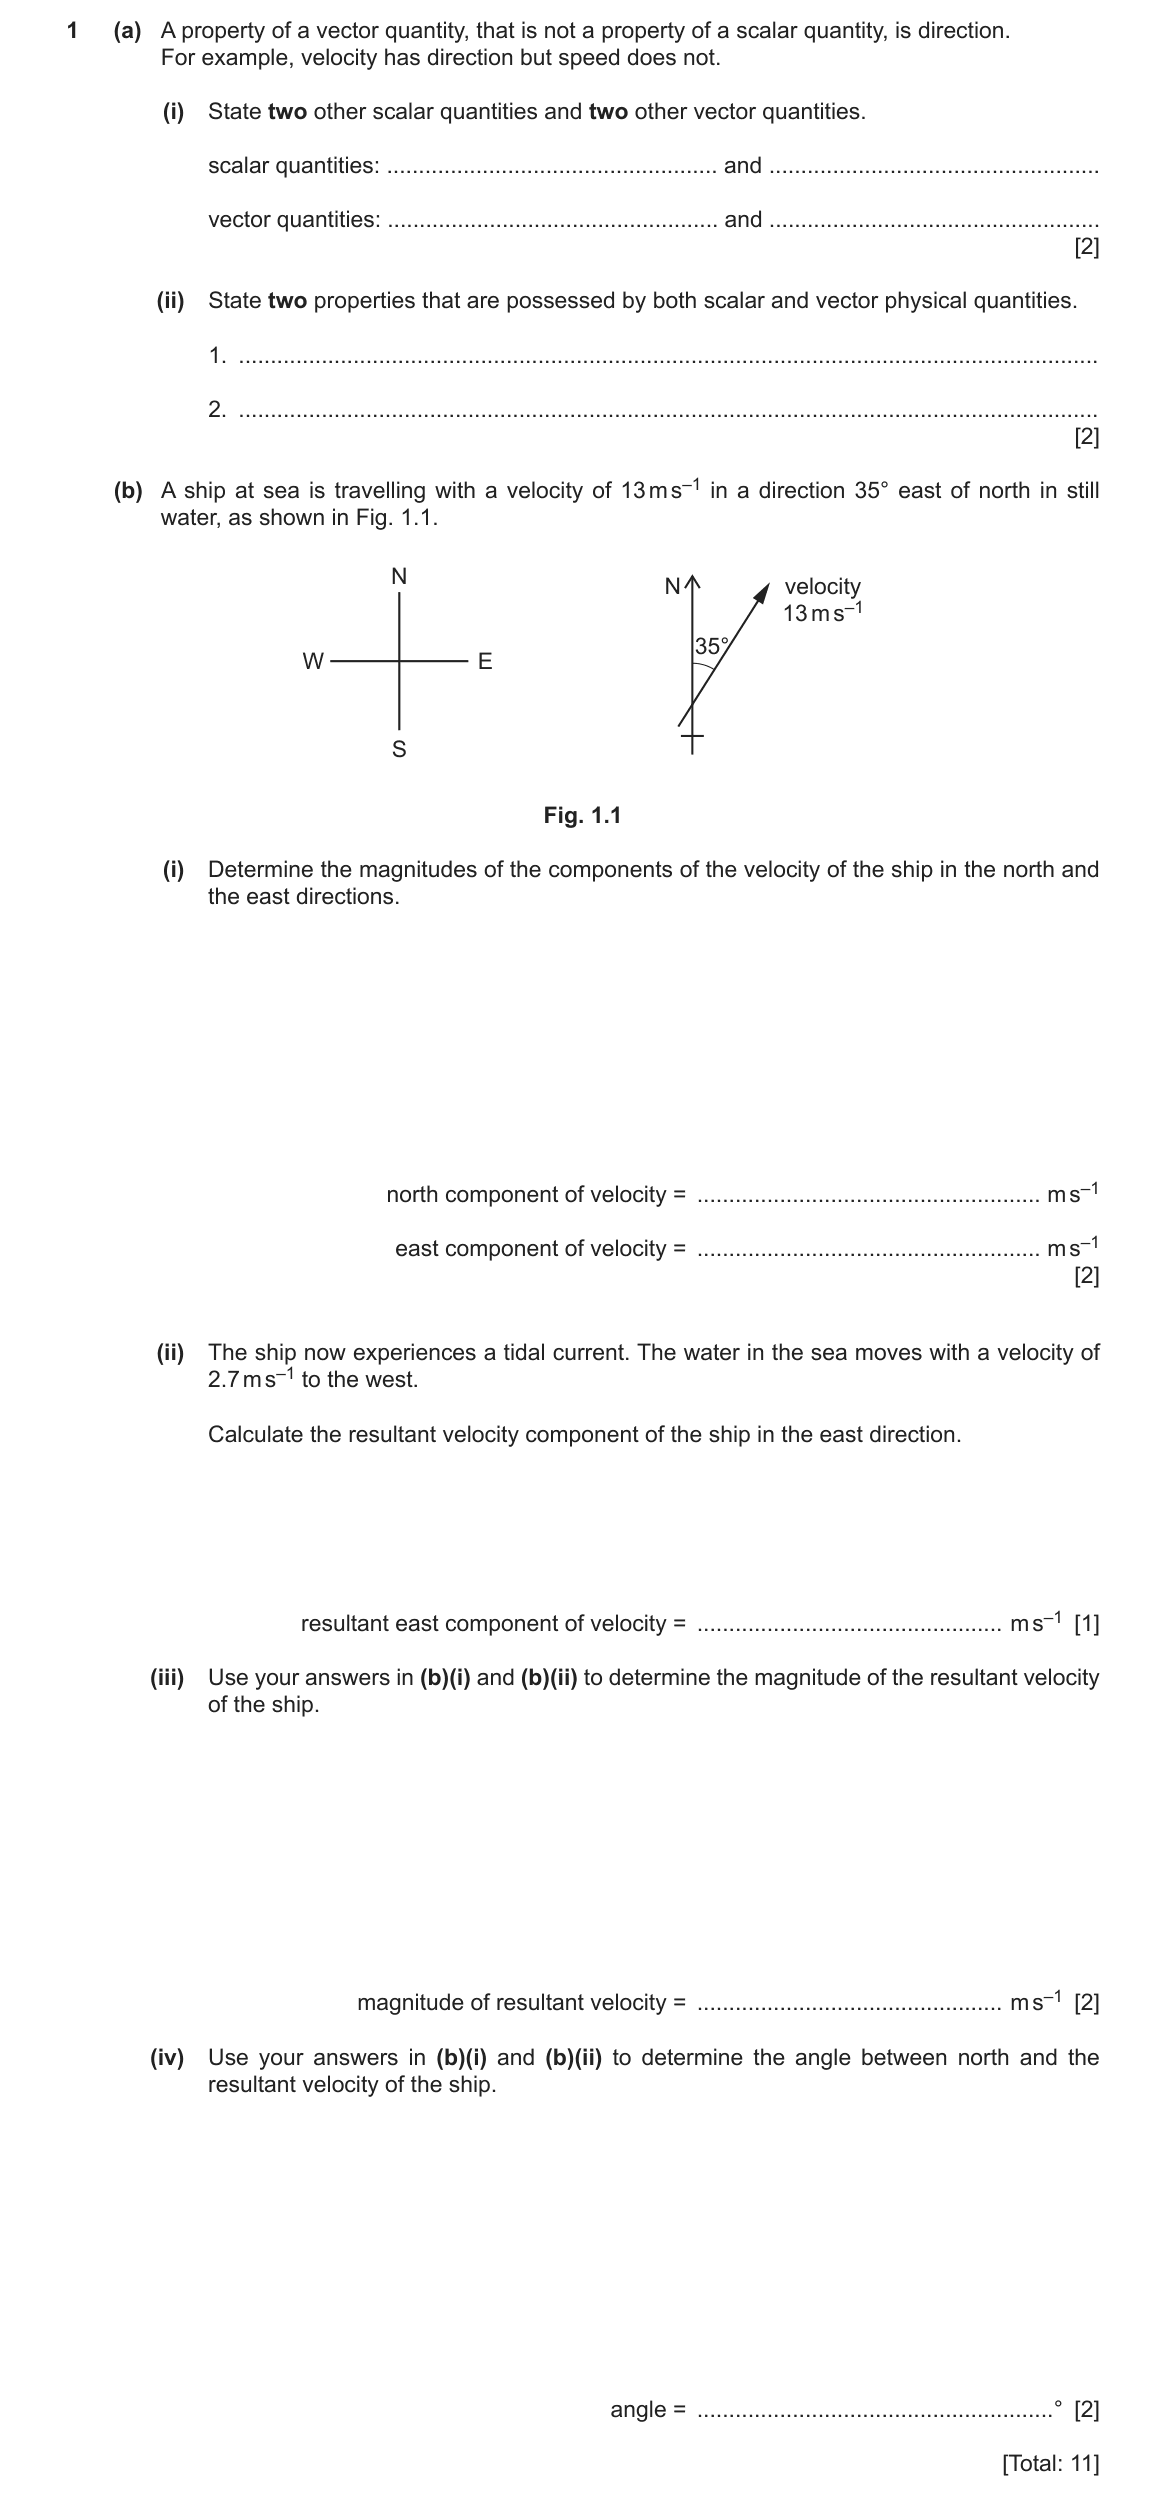 1 (a) A property of a vector quantity, that is not a property of a scalar quantity, is direction.
For example, velocity has direction but speed does not.
(i) State two other scalar quantities and two other vector quantities.
scalar quantities: .................................................... and ....................................................
vector quantities: .................................................... and ....................................................
[2]
(ii) State two properties that are possessed by both scalar and vector physical quantities.
1. ........................................................................................................................................
2. ........................................................................................................................................
[2]
(b) A ship at sea is travelling with a velocity of 13 m s⁻¹ in a direction 35° east of north in still
water, as shown in Fig. 1.1.
N
W E
S
N
35°
velocity
13 m s⁻¹
Fig. 1.1
(i) Determine the magnitudes of the components of the velocity of the ship in the north and
the east directions.
north component of velocity = ...................................................... m s⁻¹
east component of velocity = ...................................................... m s⁻¹
[2]
(ii) The ship now experiences a tidal current. The water in the sea moves with a velocity of
2.7 m s⁻¹ to the west.
Calculate the resultant velocity component of the ship in the east direction.
resultant east component of velocity = ................................................ m s⁻¹ [1]
(iii) Use your answers in (b)(i) and (b)(ii) to determine the magnitude of the resultant velocity
of the ship.
magnitude of resultant velocity = ................................................ m s⁻¹ [2]
(iv) Use your answers in (b)(i) and (b)(ii) to determine the angle between north and the
resultant velocity of the ship.
angle = ........................................................° [2]
[Total: 11]